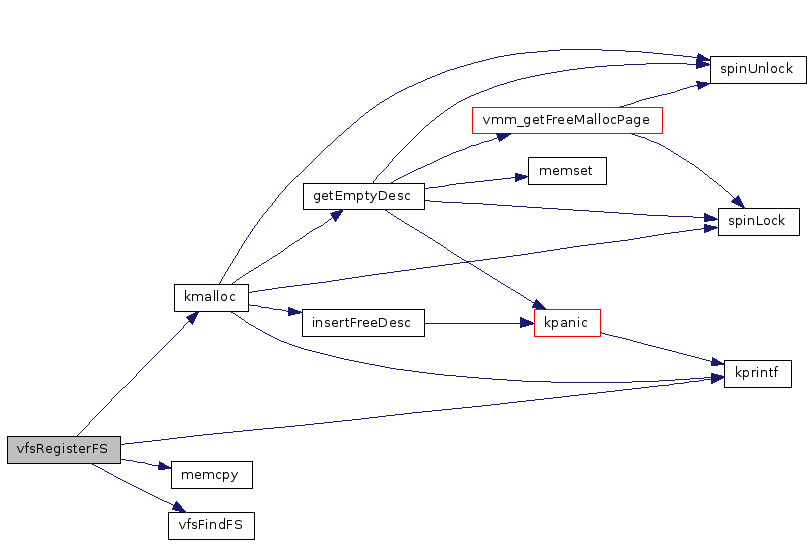 spinUnlock
vmm_getFreeMallocPage
memset
getEmptyDesc
spinLock
kmalloc
insertFreeDesc
kpanic
kprintf
vfsRegisterFS
memcpy
vfsFindFS